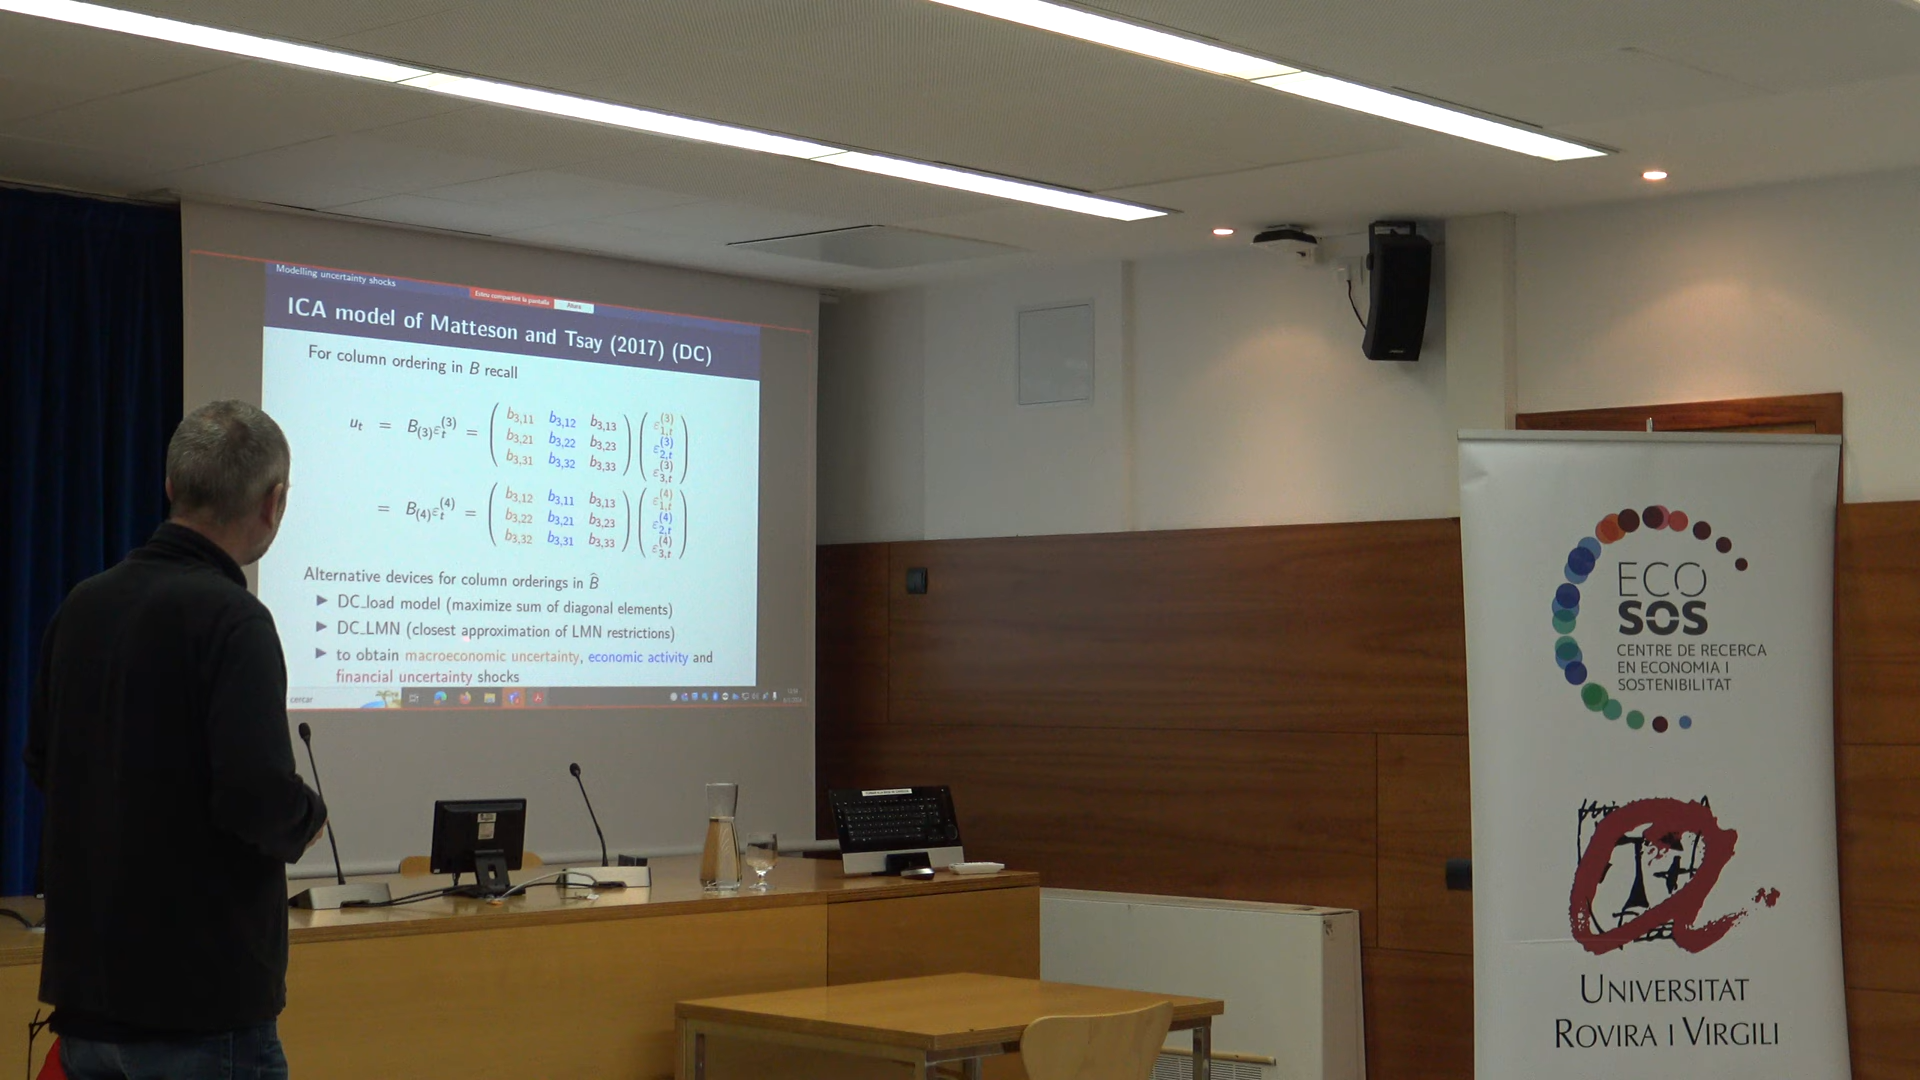 Modelling uncertainty shocks
Esteu compartint la pantalla
Atura
ICA model of Matteson and Tsay (2017) (DC)
For column ordering in B recall
u_t = B_(3) ε_t^(3) = ( b_3,11 b_3,12 b_3,13 ) ( ε_1,t^(3) )
( b_3,21 b_3,22 b_3,23 ) ( ε_2,t^(3) )
( b_3,31 b_3,32 b_3,33 ) ( ε_3,t^(3) )
= B_(4) ε_t^(4) = ( b_3,12 b_3,11 b_3,13 ) ( ε_1,t^(4) )
( b_3,22 b_3,21 b_3,23 ) ( ε_2,t^(4) )
( b_3,32 b_3,31 b_3,33 ) ( ε_3,t^(4) )
Alternative devices for column orderings in B̂
▶ DC_load model (maximize sum of diagonal elements)
▶ DC_LMN (closest approximation of LMN restrictions)
▶ to obtain macroeconomic uncertainty, economic activity and
financial uncertainty shocks
ECO
SOS
CENTRE DE RECERCA
EN ECONOMIA I
SOSTENIBILITAT
UNIVERSITAT
ROVIRA I VIRGILI